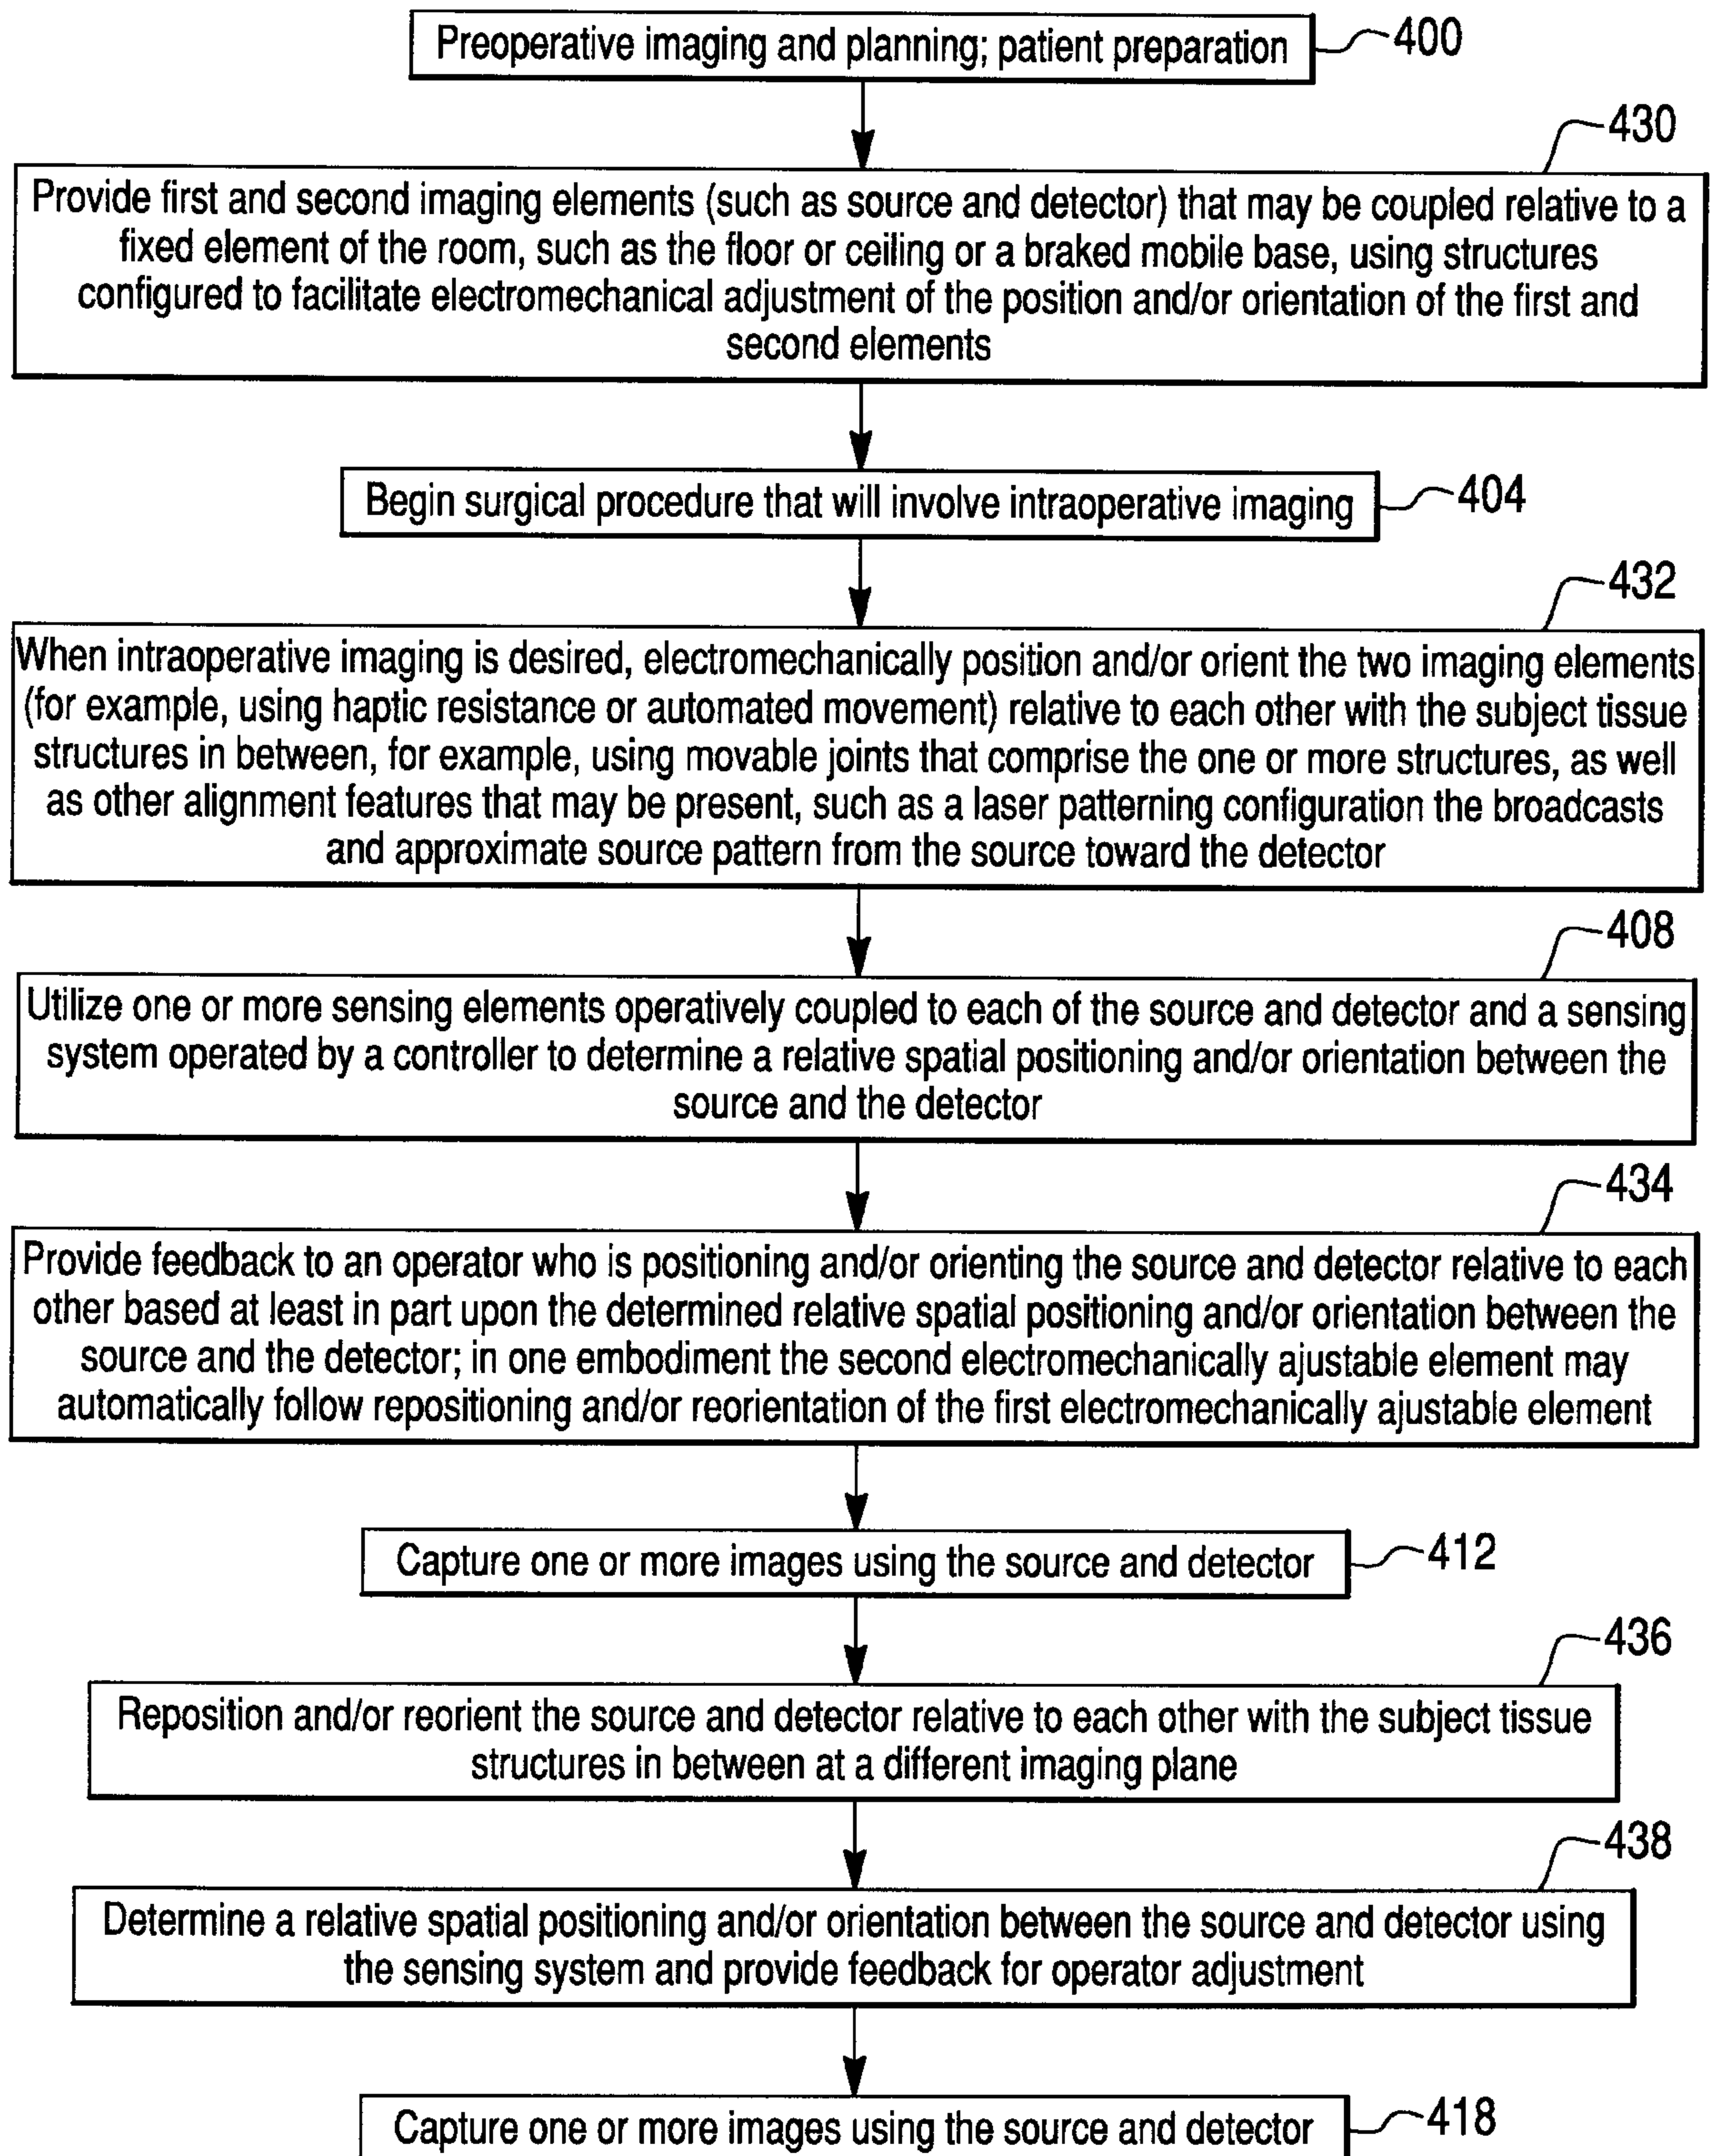 Preoperative imaging and planning; patient preparation
400
430
Provide first and second imaging elements (such as source and detector) that may be coupled relative to a
fixed element of the room, such as the floor or ceiling or a braked mobile base, using structures
configured to facilitate electromechanical adjustment of the position and/or orientation of the first and
second elements
Begin surgical procedure that will involve intraoperative imaging
404
432
When intraoperative imaging is desired, electromechanically position and/or orient the two imaging elements
(for example, using haptic resistance or automated movement) relative to each other with the subject tissue
structures in between, for example, using movable joints that comprise the one or more structures, as well
as other alignment features that may be present, such as a laser patterning configuration the broadcasts
and approximate source pattern from the source toward the detector
408
Utilize one or more sensing elements operatively coupled to each of the source and detector and a sensing
system operated by a controller to determine a relative spatial positioning and/or orientation between the
source and the detector
434
Provide feedback to an operator who is positioning and/or orienting the source and detector relative to each
other based at least in part upon the determined relative spatial positioning and/or orientation between the
source and the detector; in one embodiment the second electromechanically ajustable element may
automatically follow repositioning and/or reorientation of the first electromechanically ajustable element
Capture one or more images using the source and detector
412
436
Reposition and/or reorient the source and detector relative to each other with the subject tissue
structures in between at a different imaging plane
438
Determine a relative spatial positioning and/or orientation between the source and detector using
the sensing system and provide feedback for operator adjustment
Capture one or more images using the source and detector
418